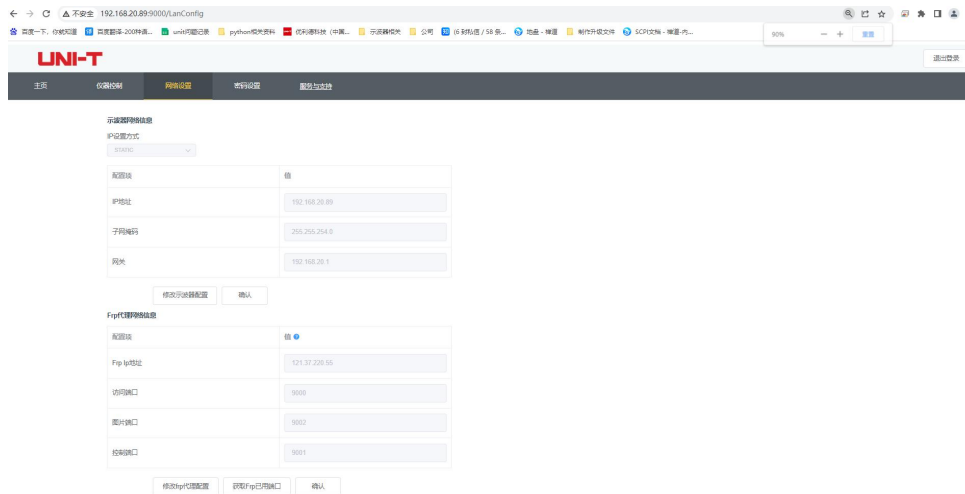 不安全 192.168.20.89:9000/LanConfig
百度一下，你就知道 百度翻译-200种语... unit问题记录 python相关资料 优利德科技（中国... 示波器相关 公司 (6 封私信 / 58 条... 地盘 - 禅道 制作升级文件 SCPI文档 - 禅道-内...
90% − + 重置
UNI-T 退出登录
主页 仪器控制 网络设置 密码设置 服务与支持
示波器网络信息
IP设置方式
配置项 值
IP地址 192.168.20.89
子网掩码 255.255.254.0
网关 192.168.20.1
修改示波器配置 确认
Frp代理网络信息
配置项 值
Frp Ip地址 121.37.228.55
访问端口 9000
图片端口 9002
控制端口 9001
修改frp代理配置 获取Frp已用端口 确认